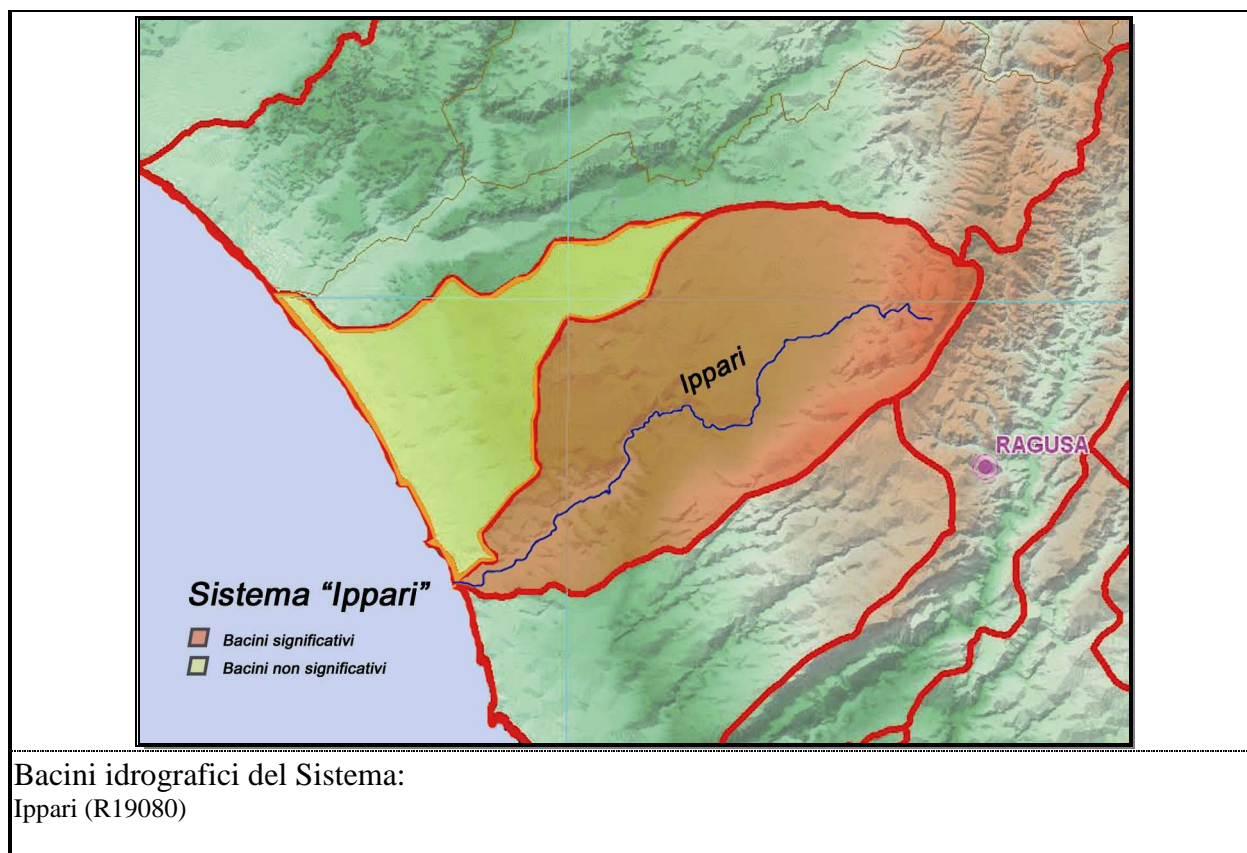 Ippari
RAGUSA
Sistema “Ippari”
Bacini significativi
Bacini non significativi
Bacini idrografici del Sistema:
Ippari (R19080)